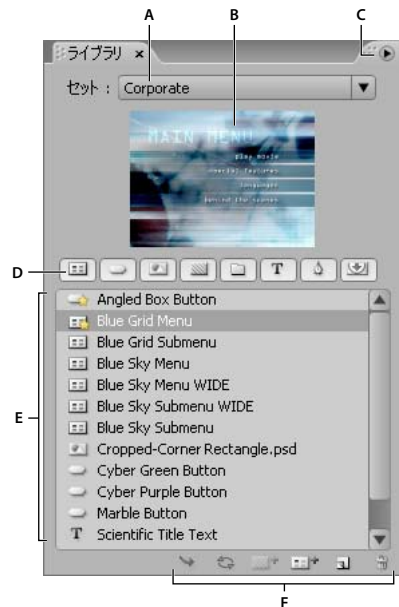 A B C
ライブラリ ×
セット : Corporate
MAIN MENU
play movie
special features
languages
behind the scenes
D
T
E
Angled Box Button
Blue Grid Menu
Blue Grid Submenu
Blue Sky Menu
Blue Sky Menu WIDE
Blue Sky Submenu WIDE
Blue Sky Submenu
Cropped-Corner Rectangle.psd
Cyber Green Button
Cyber Purple Button
Marble Button
T Scientific Title Text
F